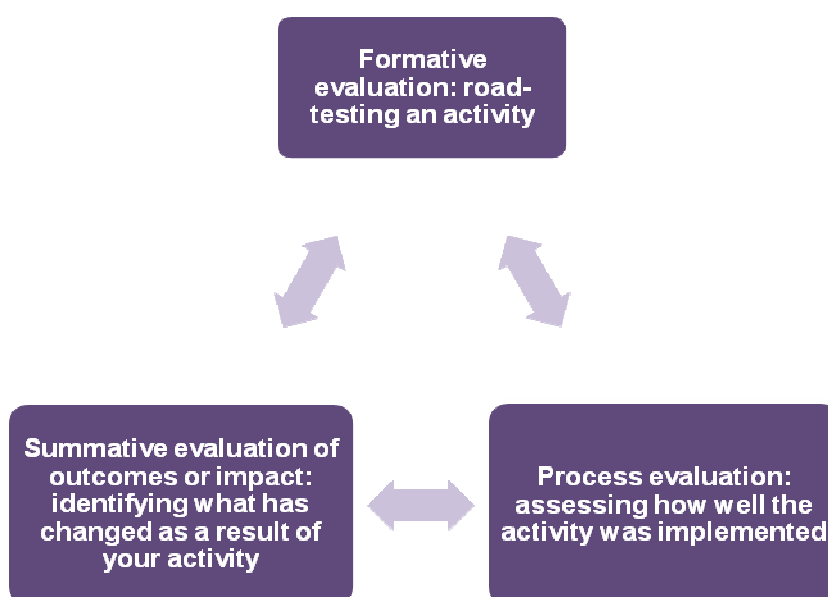 Formative
evaluation: road-
testing an activity
Summative evaluation of
outcomes or impact:
identifying what has
changed as a result of
your activity
Process evaluation:
assessing how well the
activity was implemented